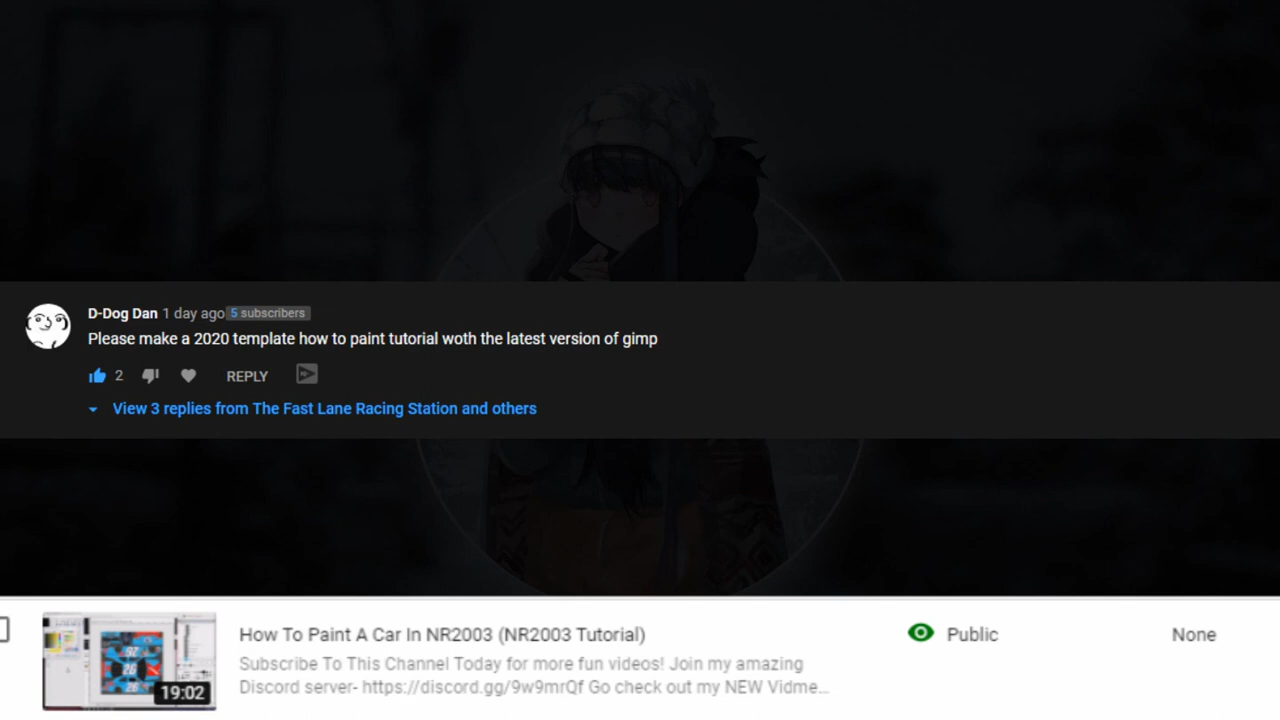 D-Dog Dan 1 day ago 5 subscribers
Please make a 2020 template how to paint tutorial woth the latest version of gimp
2 REPLY
View 3 replies from The Fast Lane Racing Station and others
How To Paint A Car In NR2003 (NR2003 Tutorial) Public None
Subscribe To This Channel Today for more fun videos! Join my amazing
Discord server- https://discord.gg/9w9mrQf Go check out my NEW Vidme...
19:02